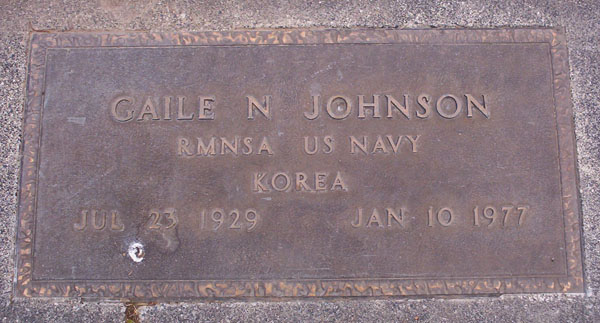 GAILE N JOHNSON
RMNSA US NAVY
KOREA
JUL 23 1929 JAN 10 1977